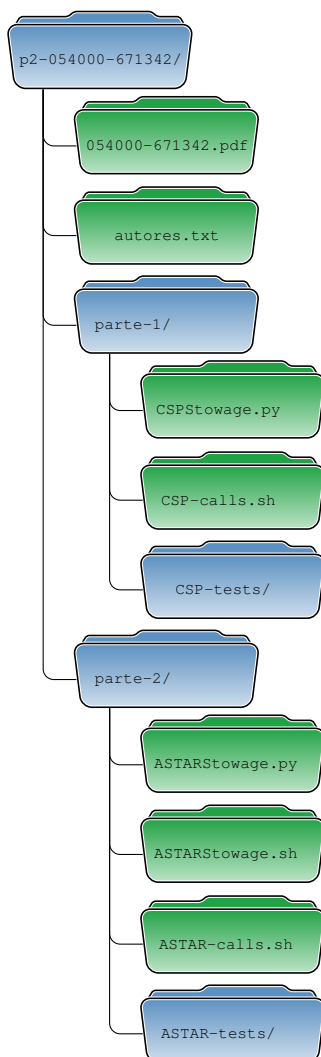 p2-054000-671342/
054000-671342.pdf
autores.txt
parte-1/
CSPStowage.py
CSP-calls.sh
CSP-tests/
parte-2/
ASTARStowage.py
ASTARStowage.sh
ASTAR-calls.sh
ASTAR-tests/